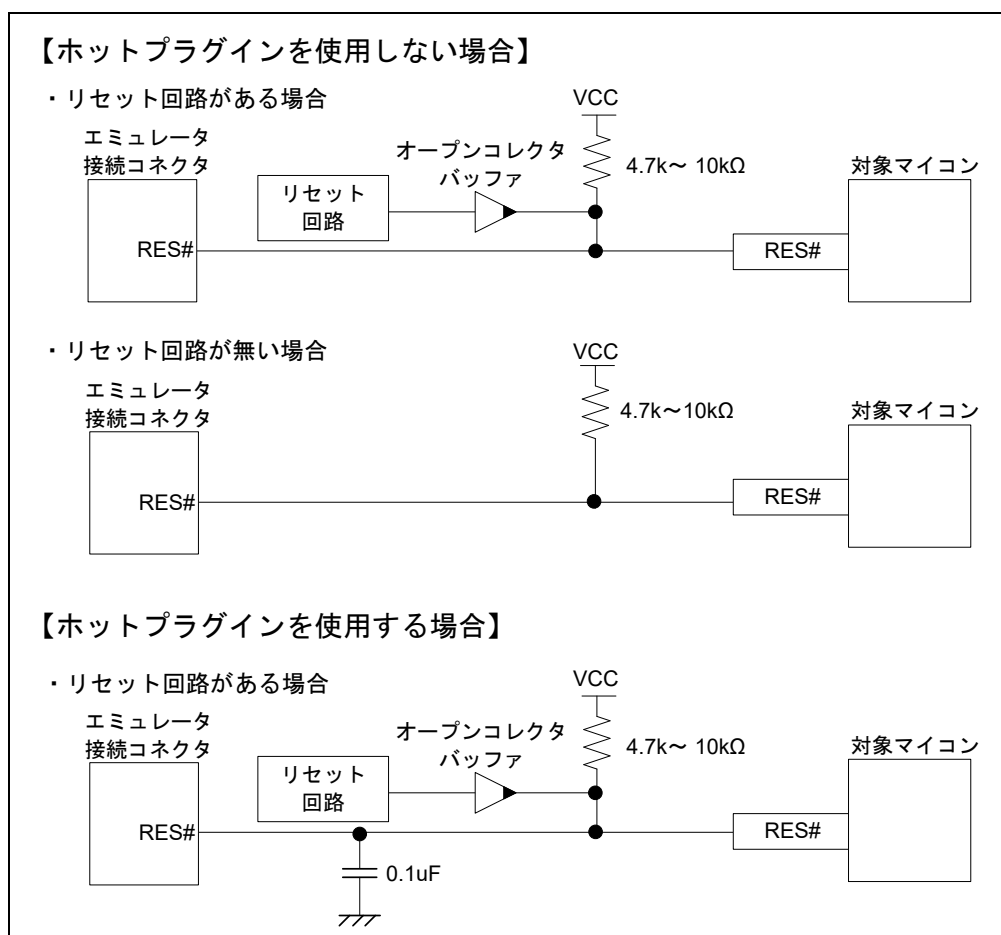 【ホットプラグインを使用しない場合】
・リセット回路がある場合
エミュレータ
接続コネクタ
RES#
リセット
回路
オープンコレクタ
バッファ
VCC
4.7k～ 10kΩ
RES#
対象マイコン
・リセット回路が無い場合
エミュレータ
接続コネクタ
RES#
VCC
4.7k～10kΩ
RES#
対象マイコン
【ホットプラグインを使用する場合】
・リセット回路がある場合
エミュレータ
接続コネクタ
RES#
リセット
回路
オープンコレクタ
バッファ
VCC
4.7k～ 10kΩ
0.1uF
RES#
対象マイコン